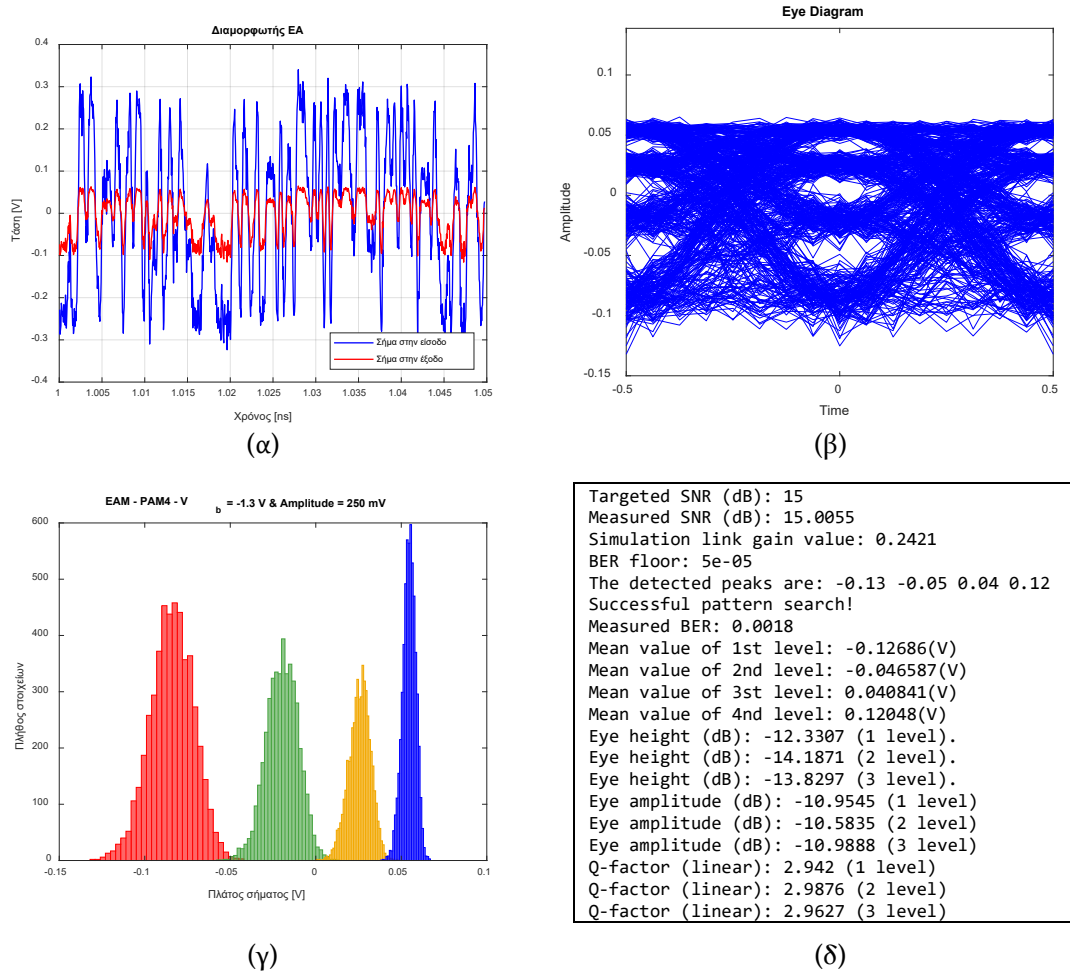 Διαμορφωτής ΕΑ
0.4
0.3
0.2
0.1
0
-0.1
-0.2
-0.3
-0.4
Τάση [V]
1
1.005
1.01
1.015
1.02
1.025
1.03
1.035
1.04
1.045
1.05
Χρόνος [ns]
Σήμα στην είσοδο
Σήμα στην έξοδο
(α)
Eye Diagram
0.1
0.05
0
-0.05
-0.1
-0.15
Amplitude
-0.5
0
0.5
Time
(β)
EAM - PAM4 - V b = -1.3 V & Amplitude = 250 mV
600
500
400
300
200
100
0
Πλήθος στοιχείων
-0.15
-0.1
-0.05
0
0.05
0.1
Πλάτος σήματος [V]
(γ)
Targeted SNR (dB): 15
Measured SNR (dB): 15.0055
Simulation link gain value: 0.2421
BER floor: 5e-05
The detected peaks are: -0.13 -0.05 0.04 0.12
Successful pattern search!
Measured BER: 0.0018
Mean value of 1st level: -0.12686(V)
Mean value of 2nd level: -0.046587(V)
Mean value of 3st level: 0.040841(V)
Mean value of 4nd level: 0.12048(V)
Eye height (dB): -12.3307 (1 level).
Eye height (dB): -14.1871 (2 level).
Eye height (dB): -13.8297 (3 level).
Eye amplitude (dB): -10.9545 (1 level)
Eye amplitude (dB): -10.5835 (2 level)
Eye amplitude (dB): -10.9888 (3 level)
Q-factor (linear): 2.942 (1 level)
Q-factor (linear): 2.9876 (2 level)
Q-factor (linear): 2.9627 (3 level)
(δ)